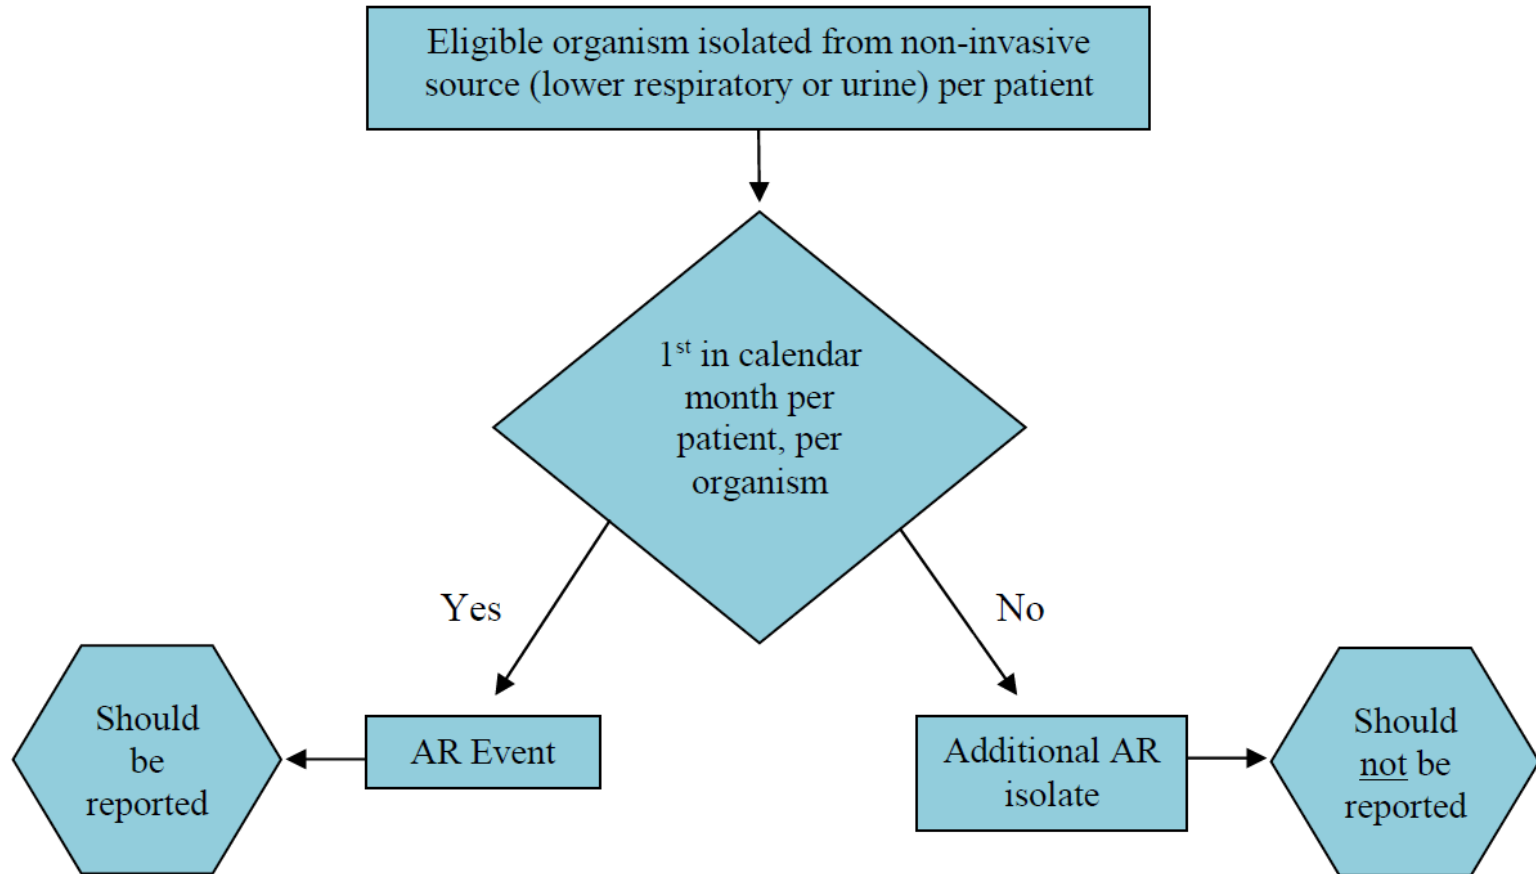 Eligible organism isolated from non-invasive
source (lower respiratory or urine) per patient
1st in calendar
month per
patient, per
organism
Yes
No
Should
be
reported
AR Event
Additional AR
isolate
Should
not be
reported